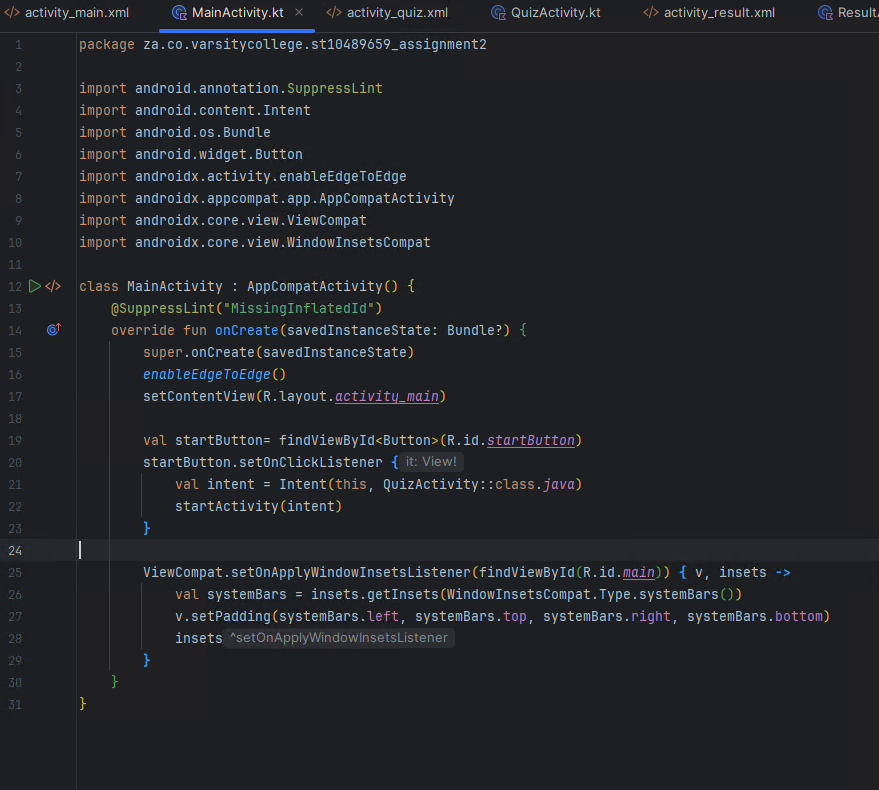 activity_main.xml MainActivity.kt activity_quiz.xml QuizActivity.kt activity_result.xml Result
1 package za.co.varsitycollege.st10489659_assignment2
2
3 import android.annotation.SuppressLint
4 import android.content.Intent
5 import android.os.Bundle
6 import android.widget.Button
7 import androidx.activity.enableEdgeToEdge
8 import androidx.appcompat.app.AppCompatActivity
9 import androidx.core.view.ViewCompat
10 import androidx.core.view.WindowInsetsCompat
11
12 class MainActivity : AppCompatActivity() {
13 @SuppressLint("MissingInflatedId")
14 override fun onCreate(savedInstanceState: Bundle?) {
15 super.onCreate(savedInstanceState)
16 enableEdgeToEdge()
17 setContentView(R.layout.activity_main)
18
19 val startButton= findViewById<Button>(R.id.startButton)
20 startButton.setOnClickListener { it: View!
21 val intent = Intent(this, QuizActivity::class.java)
22 startActivity(intent)
23 }
24
25 ViewCompat.setOnApplyWindowInsetsListener(findViewById(R.id.main)) { v, insets ->
26 val systemBars = insets.getInsets(WindowInsetsCompat.Type.systemBars())
27 v.setPadding(systemBars.left, systemBars.top, systemBars.right, systemBars.bottom)
28 insets ^setOnApplyWindowInsetsListener
29 }
30 }
31 }